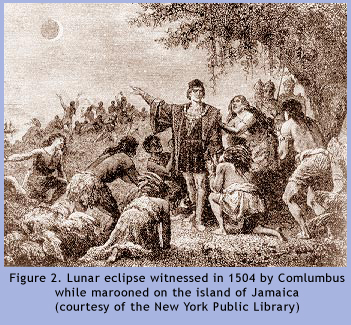 Figure 2. Lunar eclipse witnessed in 1504 by Comlumbus
while marooned on the island of Jamaica
(courtesy of the New York Public Library)